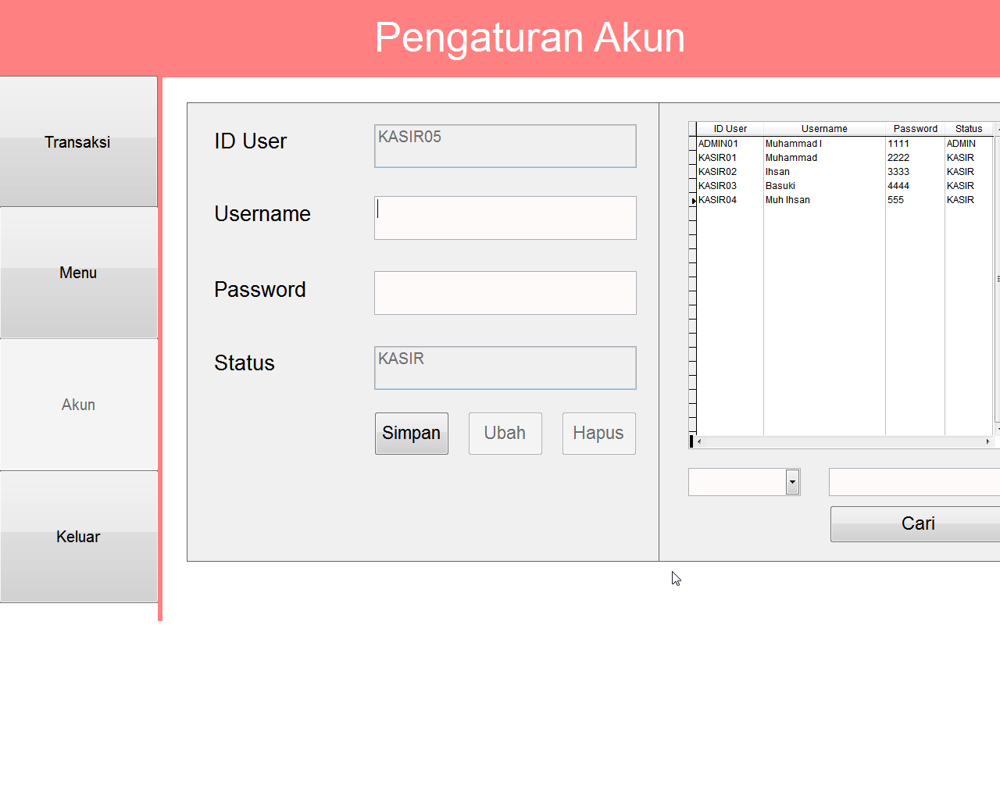 Pengaturan Akun
Transaksi
Menu
Akun
Keluar
ID User KASIR05
Username
Password
Status KASIR
Simpan Ubah Hapus
ID User Username Password Status
ADMIN01 Muhammad I 1111 ADMIN
KASIR01 Muhammad 2222 KASIR
KASIR02 Ihsan 3333 KASIR
KASIR03 Basuki 4444 KASIR
KASIR04 Muh Ihsan 555 KASIR
Cari